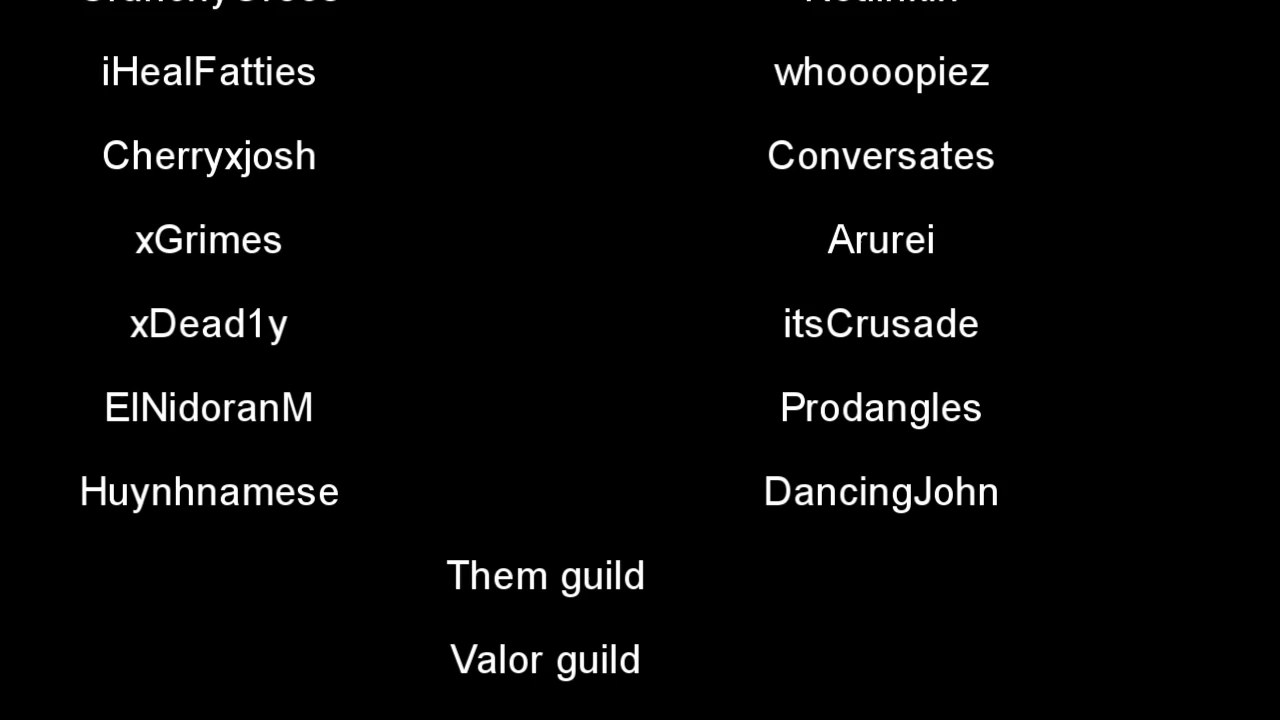 iHealFatties whoooopiez
Cherryxjosh Conversates
xGrimes Arurei
xDead1y itsCrusade
ElNidoranM Prodangles
Huynhnamese DancingJohn
Them guild
Valor guild